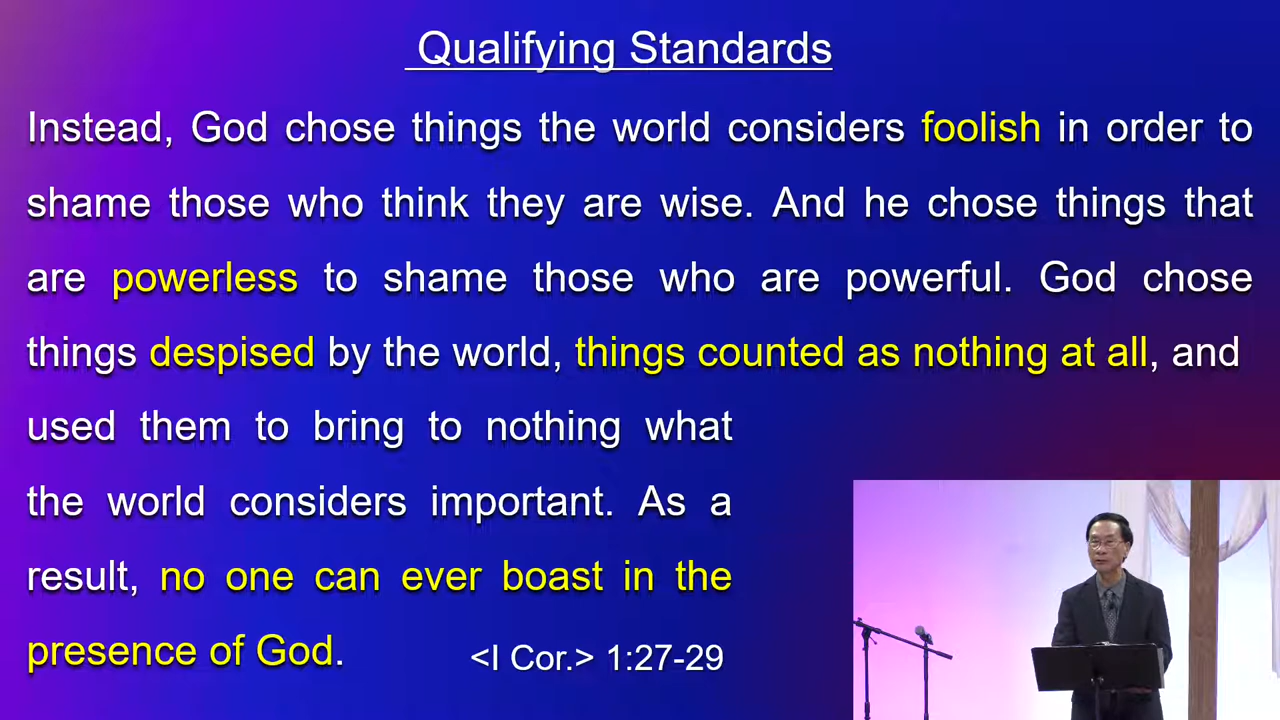 Qualifying Standards
Instead, God chose things the world considers foolish in order to
shame those who think they are wise. And he chose things that
are powerless to shame those who are powerful. God chose
things despised by the world, things counted as nothing at all, and
used them to bring to nothing what
the world considers important. As a
result, no one can ever boast in the
presence of God.
<I Cor.> 1:27-29